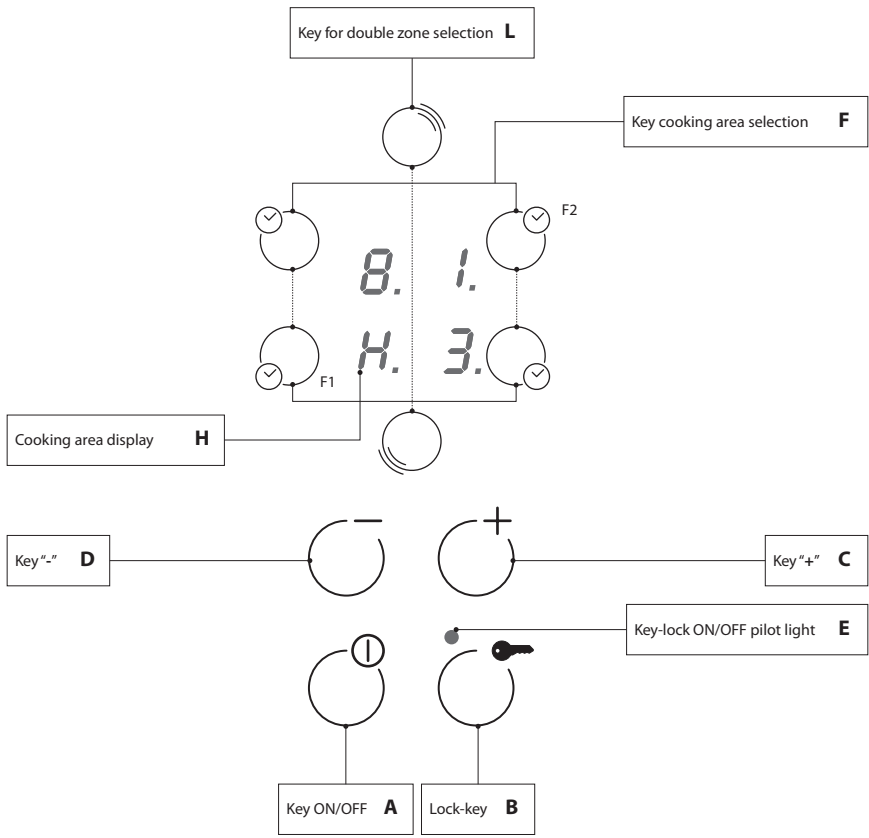 Key for double zone selection L
Key cooking area selection F
F2
8. 1.
H. 3.
F1
Cooking area display H
Key "-" D
Key "+" C
Key-lock ON/OFF pilot light E
Key ON/OFF A
Lock-key B